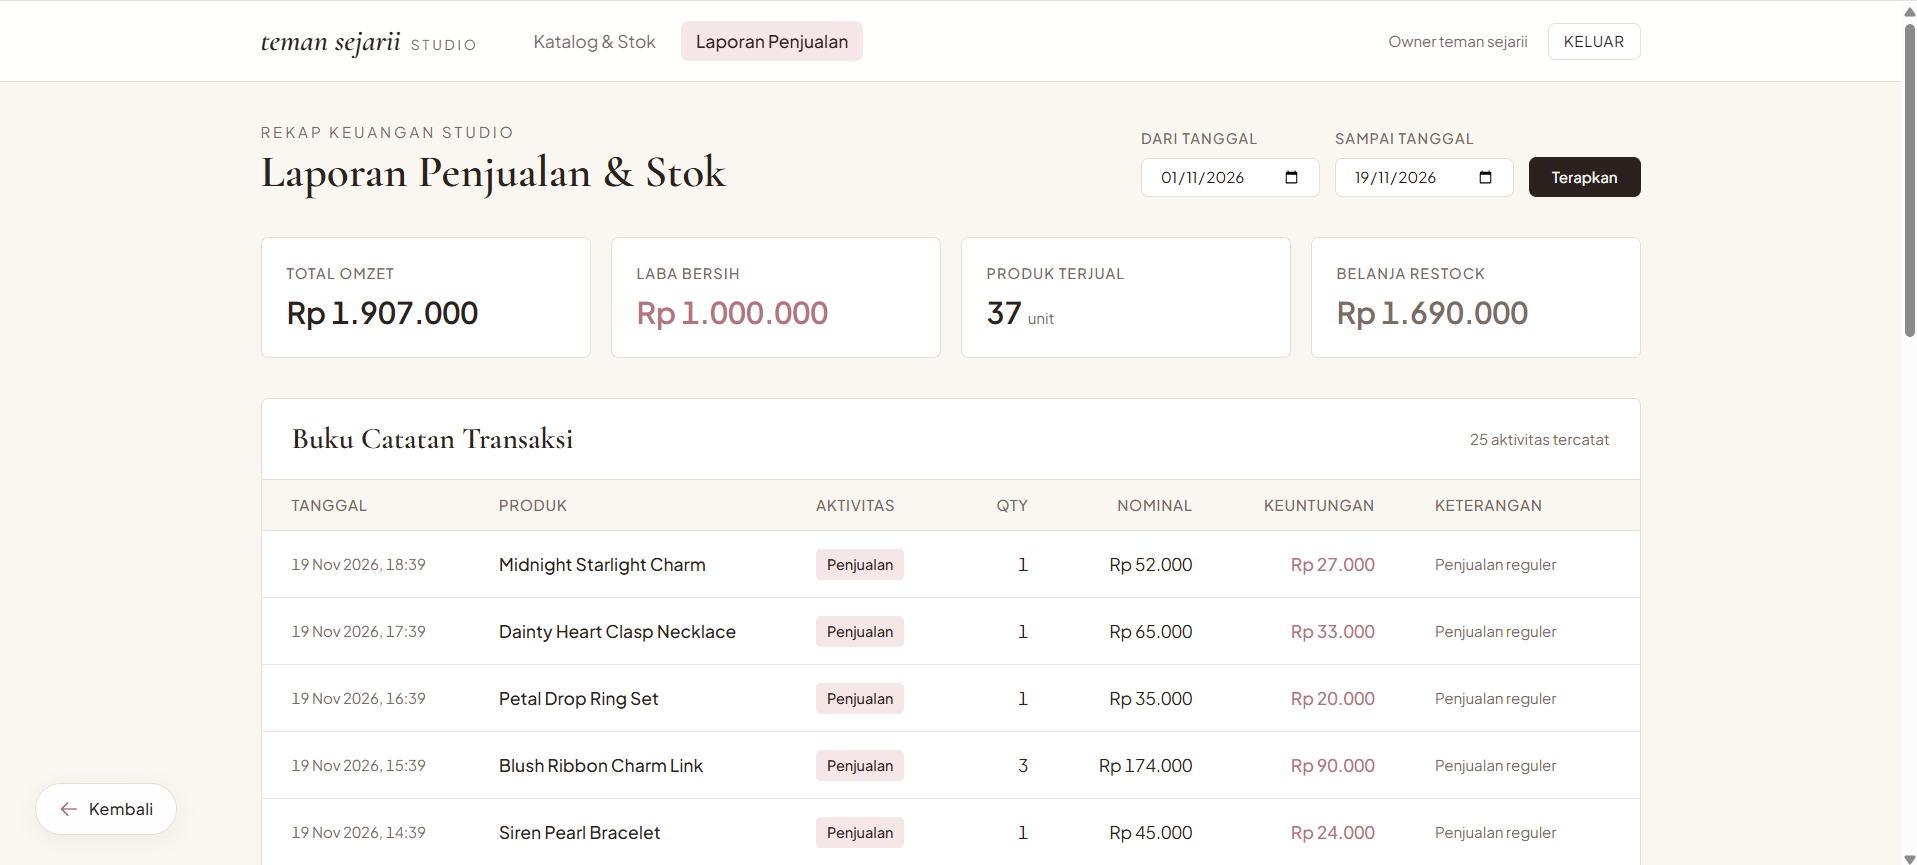 teman sejarii STUDIO
Katalog & Stok
Laporan Penjualan
Owner teman sejarii
KELUAR
REKAP KEUANGAN STUDIO
Laporan Penjualan & Stok
DARI TANGGAL
01/11/2026
SAMPAI TANGGAL
19/11/2026
Terapkan
TOTAL OMZET
Rp 1.907.000
LABA BERSIH
Rp 1.000.000
PRODUK TERJUAL
37 unit
BELANJA RESTOCK
Rp 1.690.000
Buku Catatan Transaksi
25 aktivitas tercatat
TANGGAL PRODUK AKTIVITAS QTY NOMINAL KEUNTUNGAN KETERANGAN
19 Nov 2026, 18:39 Midnight Starlight Charm Penjualan 1 Rp 52.000 Rp 27.000 Penjualan reguler
19 Nov 2026, 17:39 Dainty Heart Clasp Necklace Penjualan 1 Rp 65.000 Rp 33.000 Penjualan reguler
19 Nov 2026, 16:39 Petal Drop Ring Set Penjualan 1 Rp 35.000 Rp 20.000 Penjualan reguler
19 Nov 2026, 15:39 Blush Ribbon Charm Link Penjualan 3 Rp 174.000 Rp 90.000 Penjualan reguler
19 Nov 2026, 14:39 Siren Pearl Bracelet Penjualan 1 Rp 45.000 Rp 24.000 Penjualan reguler
← Kembali